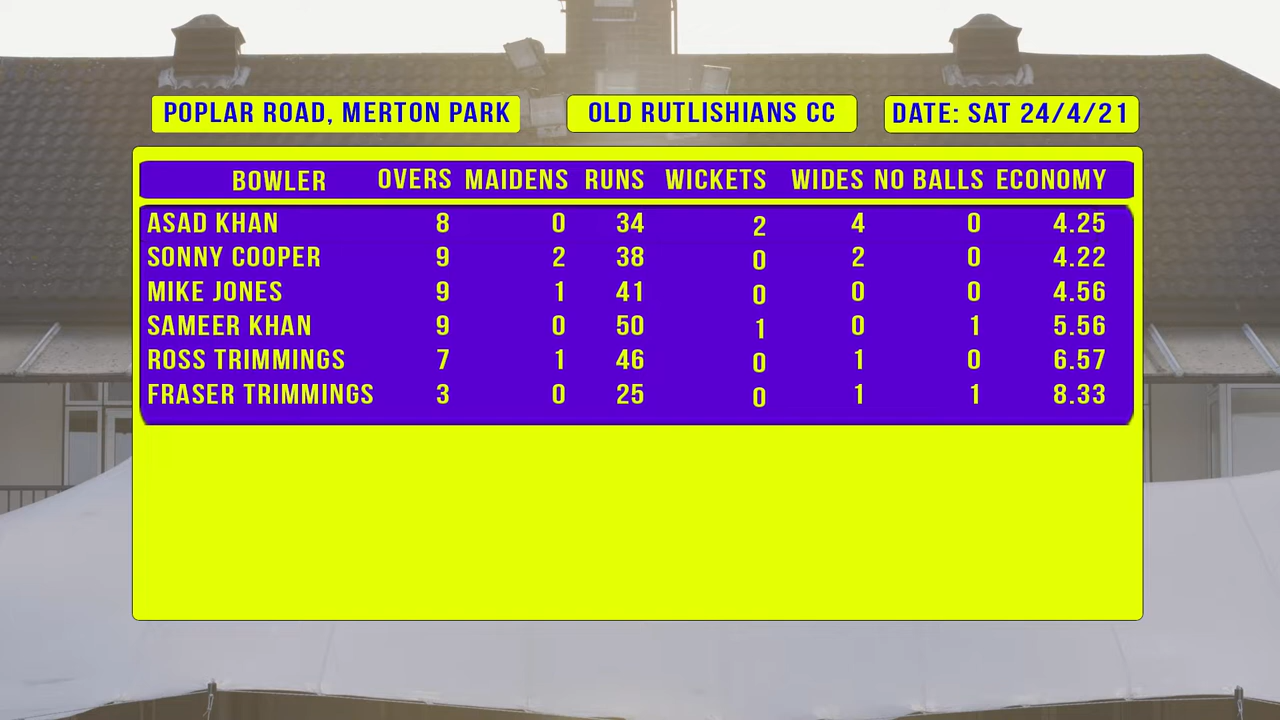 POPLAR ROAD, MERTON PARK OLD RUTLISHIANS CC DATE: SAT 24/4/21
BOWLER OVERS MAIDENS RUNS WICKETS WIDES NO BALLS ECONOMY
ASAD KHAN 8 0 34 2 4 0 4.25
SONNY COOPER 9 2 38 0 2 0 4.22
MIKE JONES 9 1 41 0 0 0 4.56
SAMEER KHAN 9 0 50 1 0 1 5.56
ROSS TRIMMINGS 7 1 46 0 1 0 6.57
FRASER TRIMMINGS 3 0 25 0 1 1 8.33